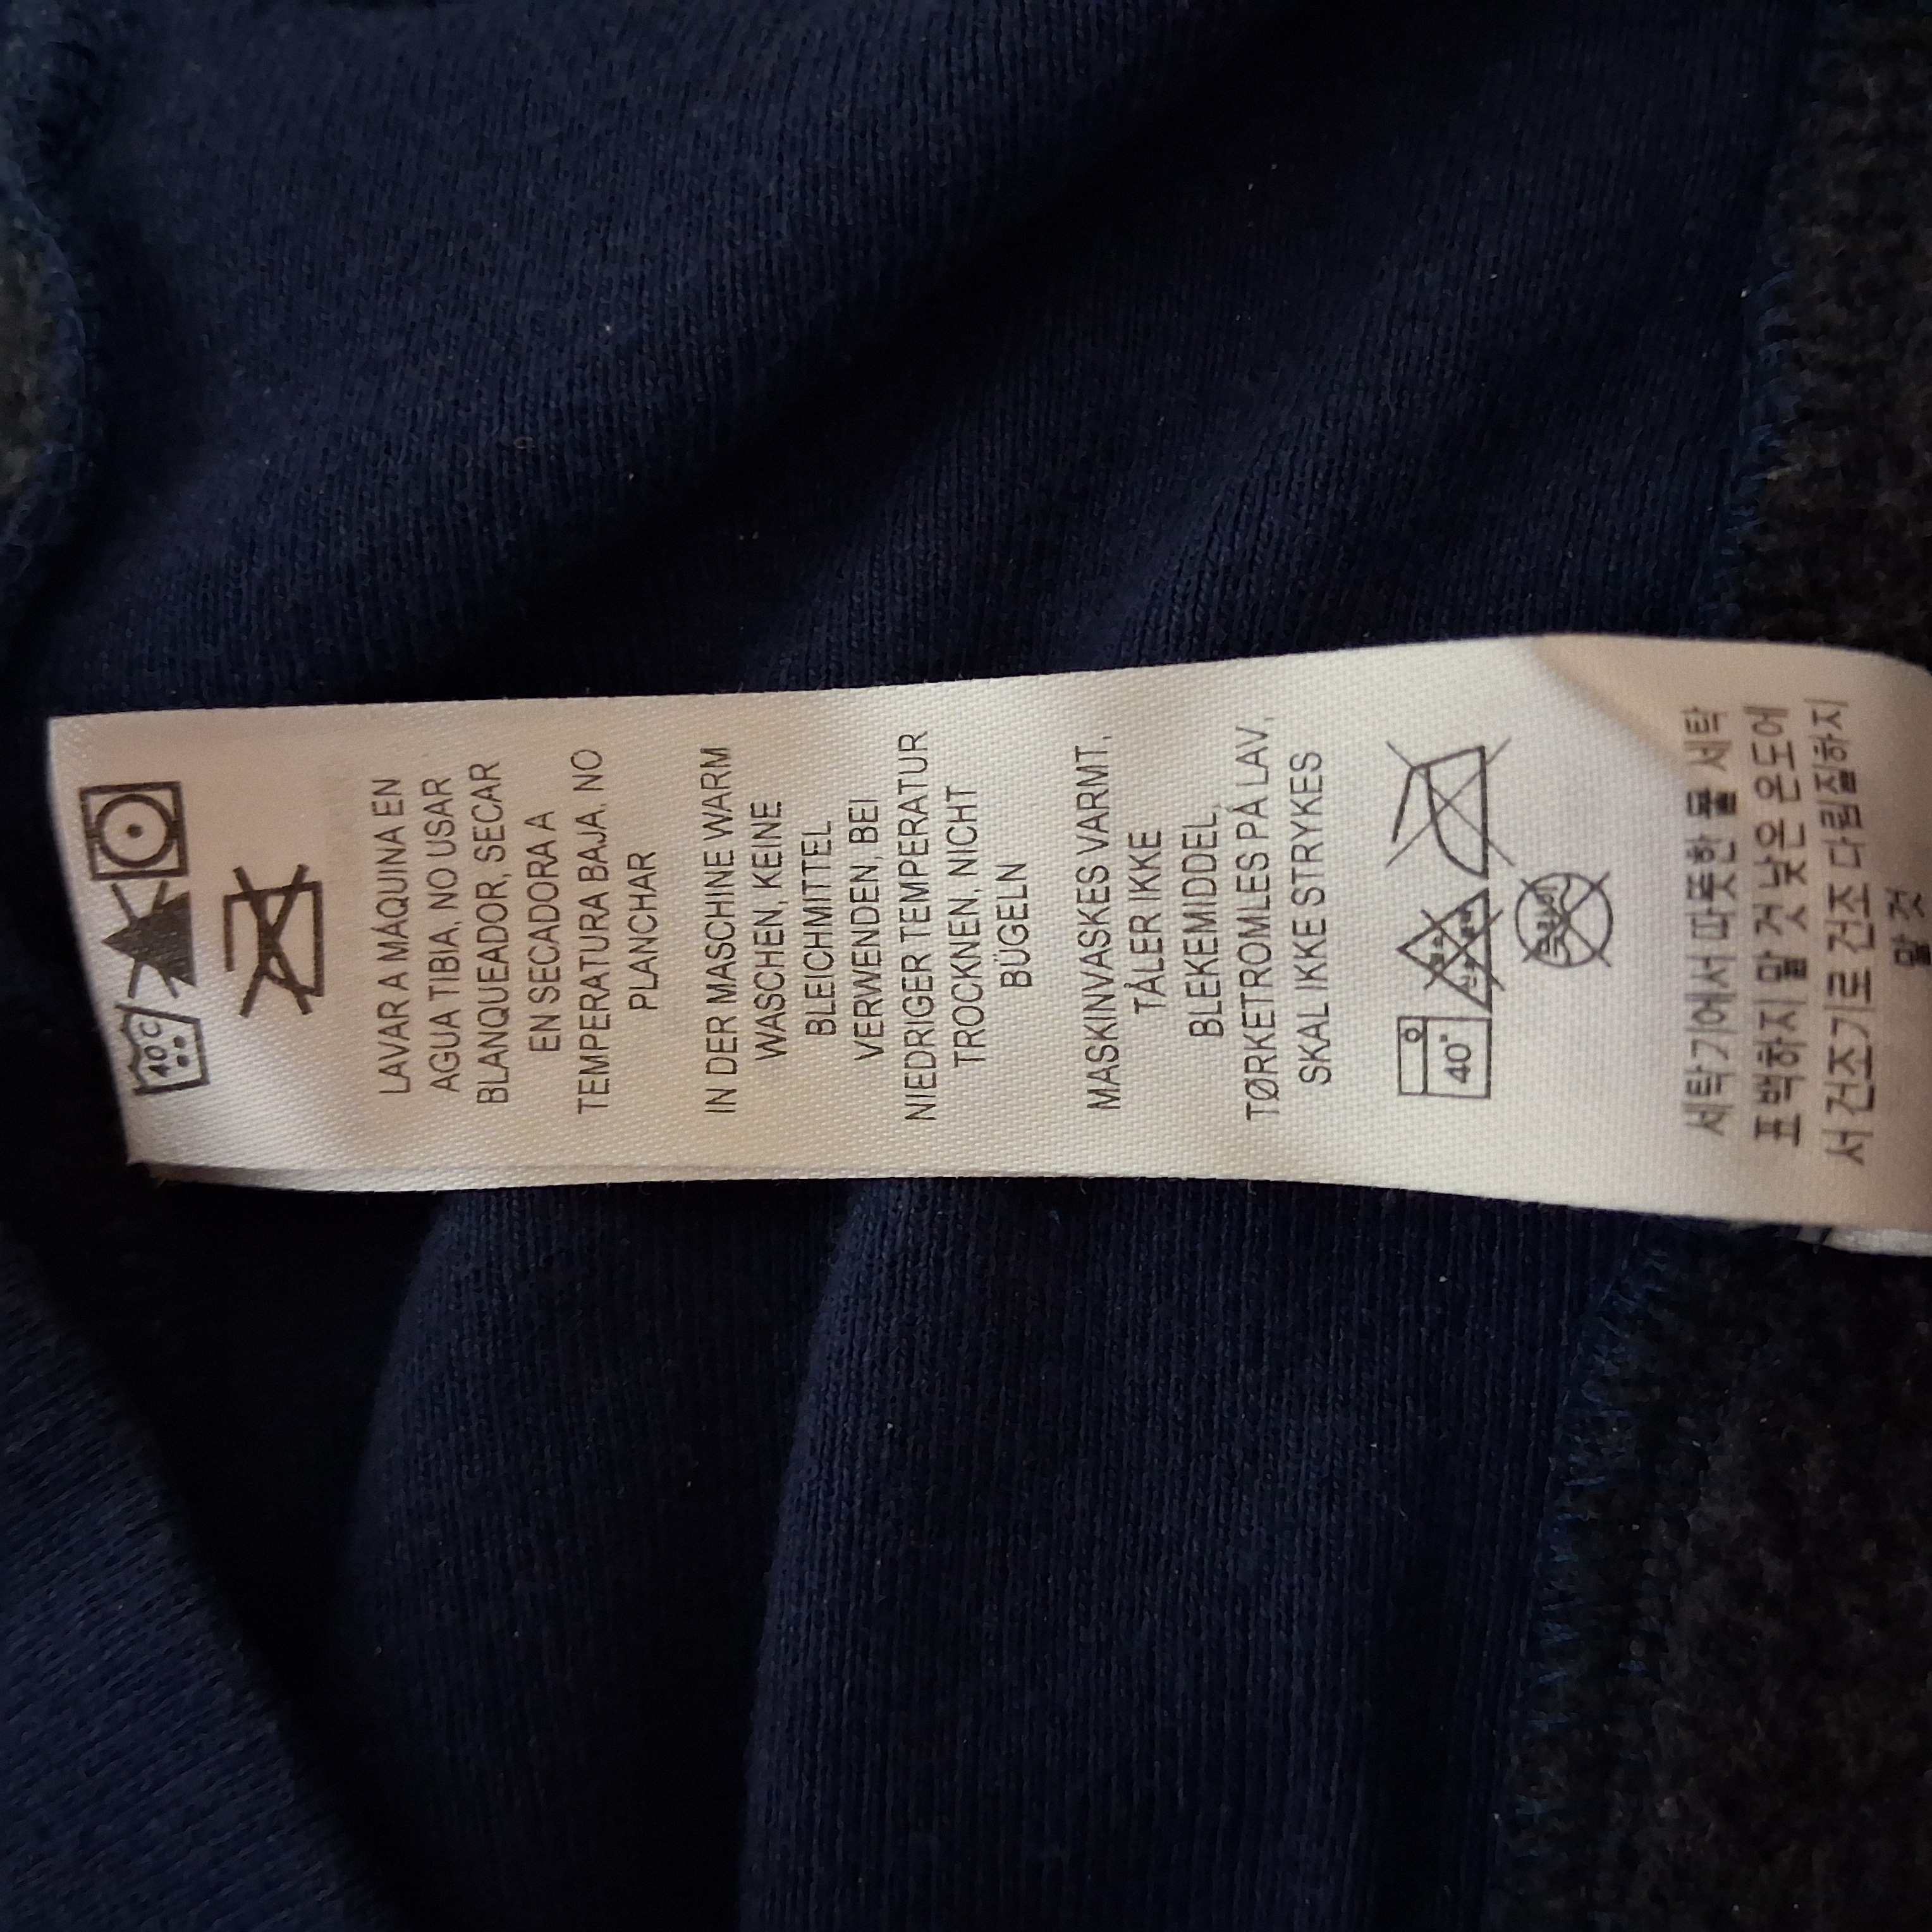 40 C
LAVAR A MÁQUINA EN
AGUA TIBIA, NO USAR
BLANQUEADOR, SECAR
EN SECADORA A
TEMPERATURA BAJA, NO
PLANCHAR
IN DER MASCHINE WARM
WASCHEN, KEINE
BLEICHMITTEL
VERWENDEN, BEI
NIEDRIGER TEMPERATUR
TROCKNEN, NICHT
BÜGELN
MASKINVASKES VARMT,
TÅLER IKKE
BLEKEMIDDEL,
TØRKETROMLES PÅ LAV,
SKAL IKKE STRYKES
40°
세탁기에서 따뜻한 물 세탁
표백하지 말 것 낮은 온도에
서 건조기로 건조 다림질하지
말 것